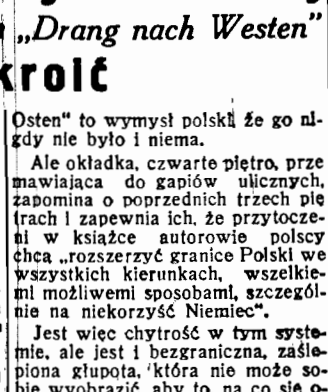 „Drang nach Westen"
kroić
Osten" to wymysł polski, że go ni-
gdy nie było i niema.
Ale okładka, czwarte piętro, prze
mawiająca do gapiów ulicznych,
zapomina o poprzednich trzech pię
trach i zapewnia ich, że przytocze-
ni w książce autorowie polscy
chcą „rozszerzyć granice Polski we
wszystkich kierunkach, wszelkie-
mi możliwemi sposobami, szczegól-
nie na niekorzyść Niemiec".
Jest więc chytrość w tym syste-
mie, ale jest i bezgraniczna, zaśle-
piona głupota, która nie może so-
bie wyobrazić, aby to, na co się o